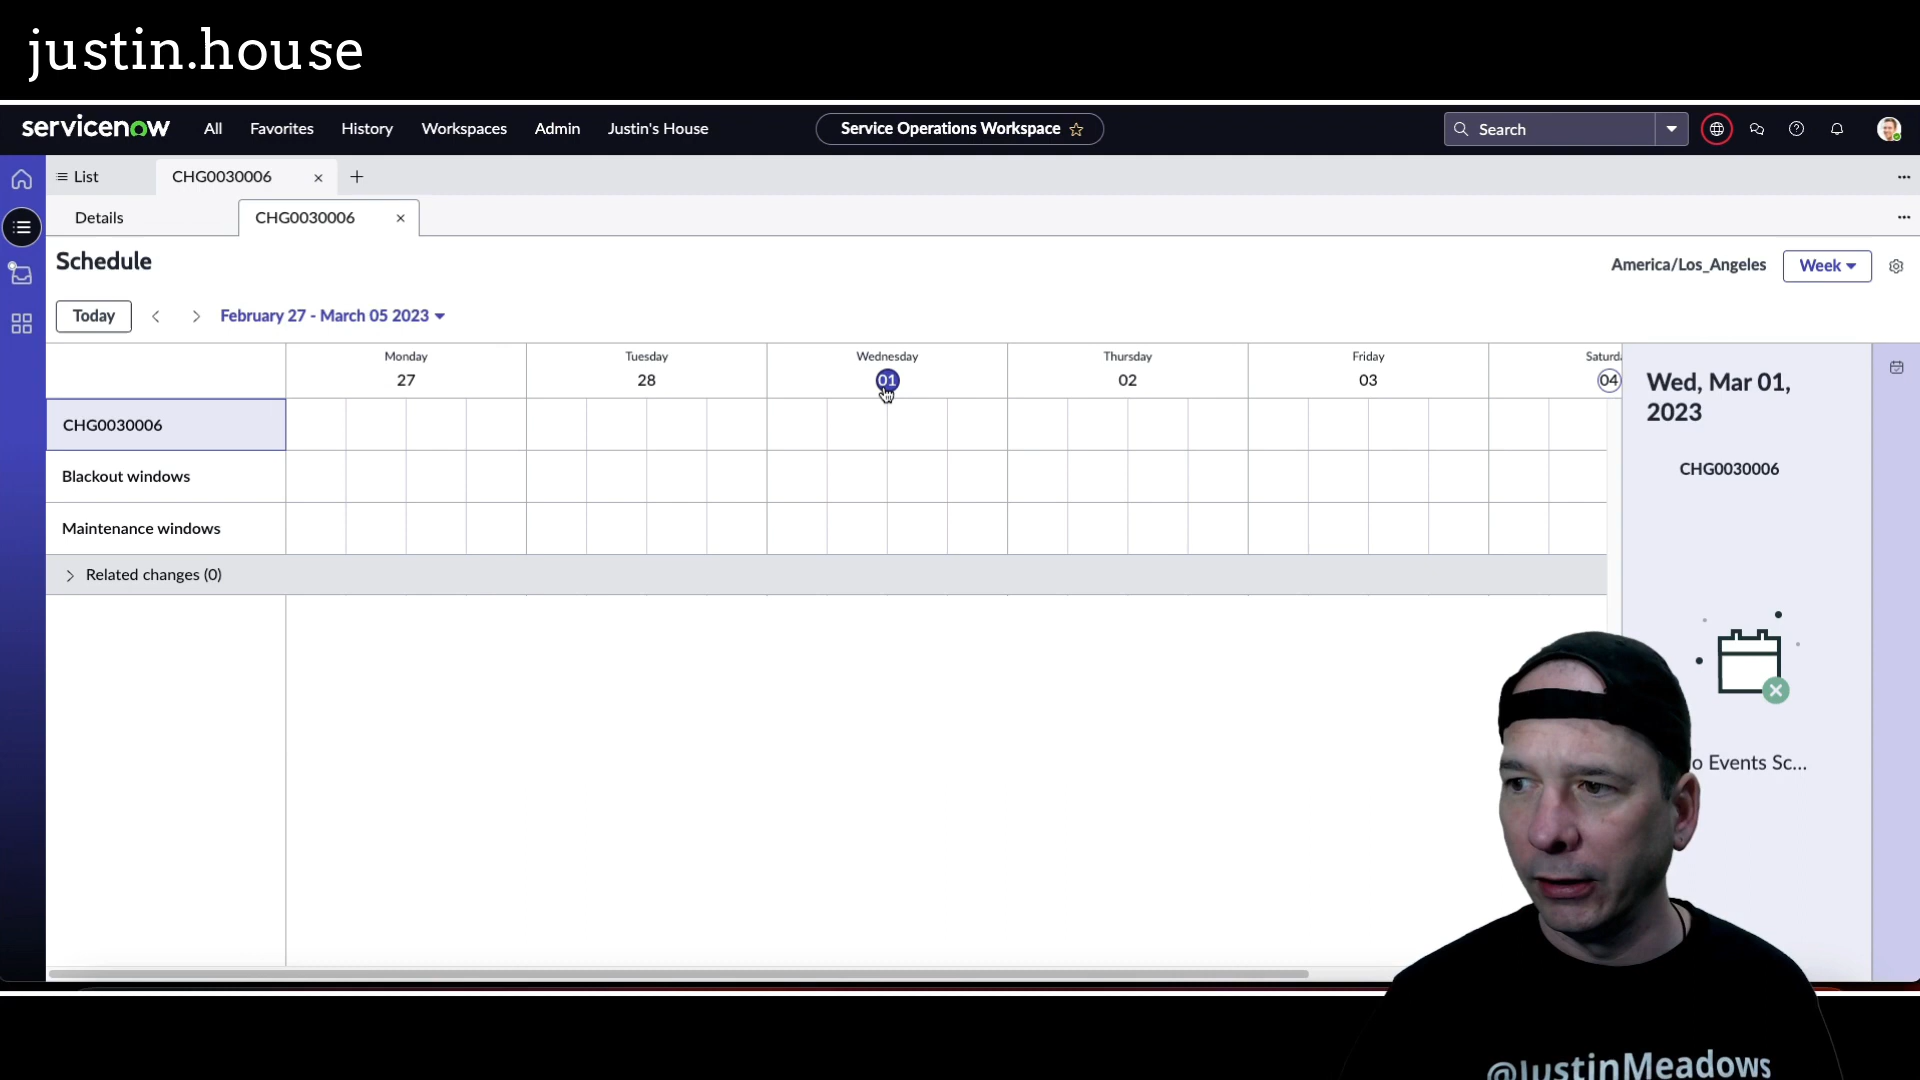 justin.house
servicenow All Favorites History Workspaces Admin Justin's House Service Operations Workspace Search
List CHG0030006
Details CHG0030006
Schedule America/Los_Angeles Week
Today February 27 - March 05 2023
Monday Tuesday Wednesday Thursday Friday Saturd
27 28 01 02 03 04
Wed, Mar 01,
2023
CHG0030006
CHG0030006
Blackout windows
Maintenance windows
Related changes (0)
o Events Sc...
@JustinMeadows